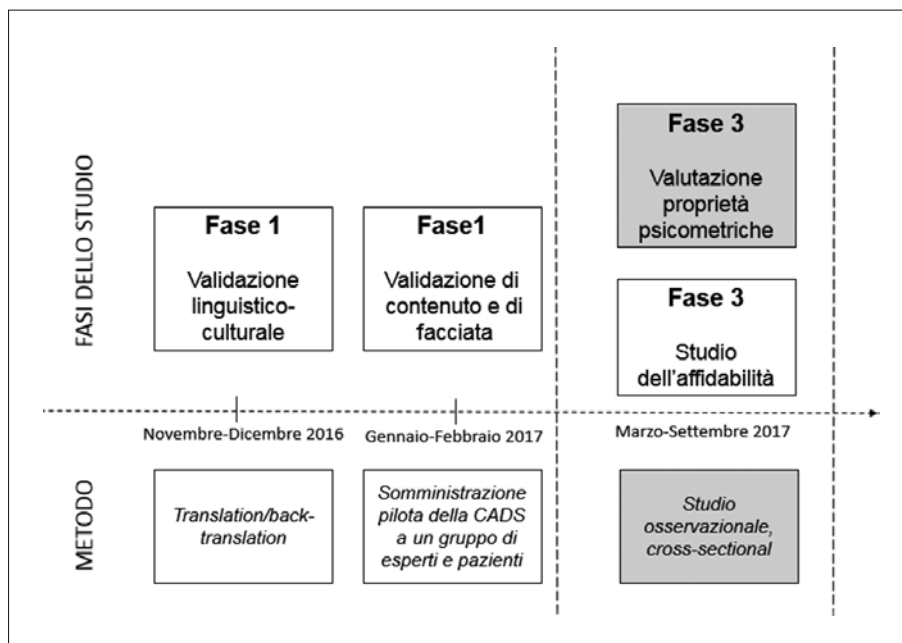 FASI DELLO STUDIO
Fase 1
Validazione
linguistico-
culturale
Fase1
Validazione di
contenuto e di
facciata
Fase 3
Valutazione
proprietà
psicometriche
Fase 3
Studio
dell'affidabilità
Novembre-Dicembre 2016
Gennaio-Febbraio 2017
Marzo-Settembre 2017
METODO
Translation/back-
translation
Somministrazione
pilota della CADS
a un gruppo di
esperti e pazienti
Studio
osservazionale,
cross-sectional